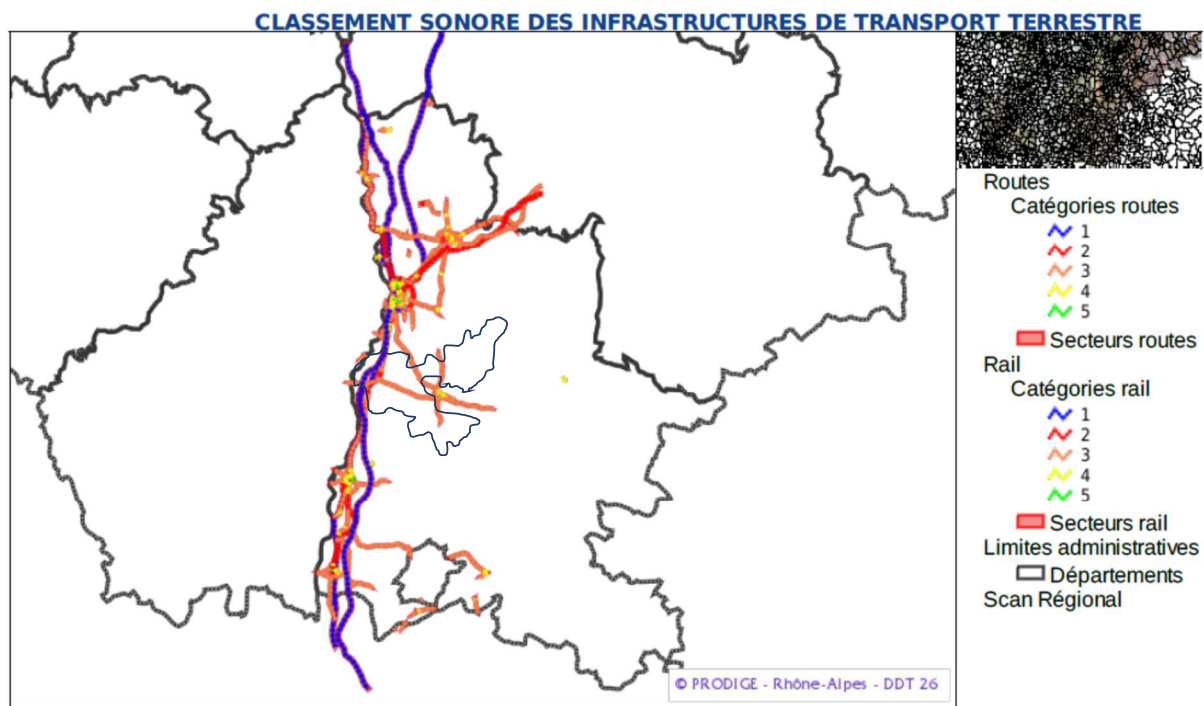 CLASSEMENT SONORE DES INFRASTRUCTURES DE TRANSPORT TERRESTRE
Routes
Catégories routes
1
2
3
4
5
Secteurs routes
Rail
Catégories rail
1
2
3
4
5
Secteurs rail
Limites administratives
Départements
Scan Régional
© PRODIGE - Rhône-Alpes - DDT 26